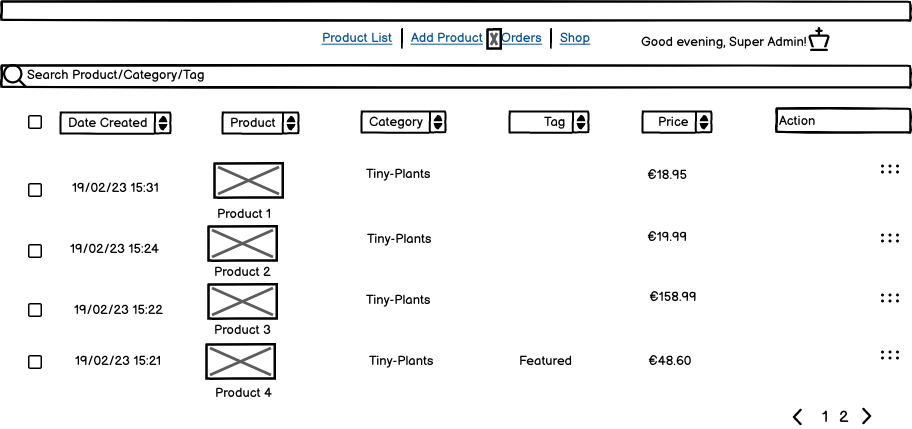 Product List Add Product X Orders Shop Good evening, Super Admin!
Search Product/Category/Tag
Date Created Product Category Tag Price Action
19/02/23 15:31 Tiny-Plants €18.95
Product 1
19/02/23 15:24 Tiny-Plants €19.99
Product 2
19/02/23 15:22 Tiny-Plants €158.99
Product 3
19/02/23 15:21 Tiny-Plants Featured €48.60
Product 4
1 2